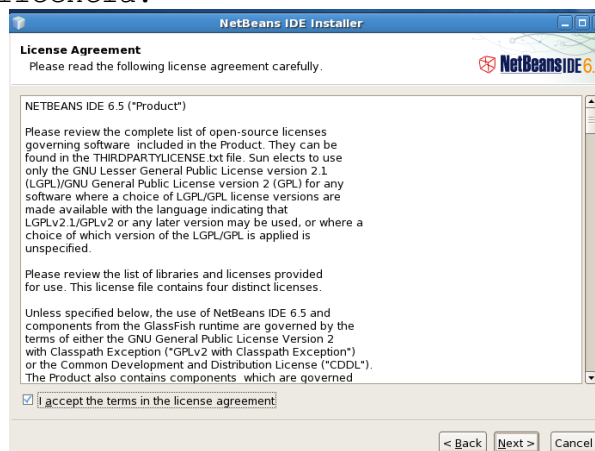 NetBeans IDE Installer
License Agreement
Please read the following license agreement carefully.
NetBeans IDE 6.
NETBEANS IDE 6.5 ("Product")
Please review the complete list of open-source licenses
governing software included in the Product. They can be
found in the THIRDPARTYLICENSE.txt file. Sun elects to use
only the GNU Lesser General Public License version 2.1
(LGPL)/GNU General Public License version 2 (GPL) for any
software where a choice of LGPL/GPL license versions are
made available with the language indicating that
LGPLv2.1/GPLv2 or any later version may be used, or where a
choice of which version of the LGPL/GPL is applied is
unspecified.
Please review the list of libraries and licenses provided
for use. This license file contains four distinct licenses.
Unless specified below, the use of NetBeans IDE 6.5 and
components from the GlassFish runtime are governed by the
terms of either the GNU General Public License Version 2
with Classpath Exception ("GPLv2 with Classpath Exception")
or the Common Development and Distribution License ("CDDL").
The Product also contains components which are governed
I accept the terms in the license agreement
< Back Next > Cancel